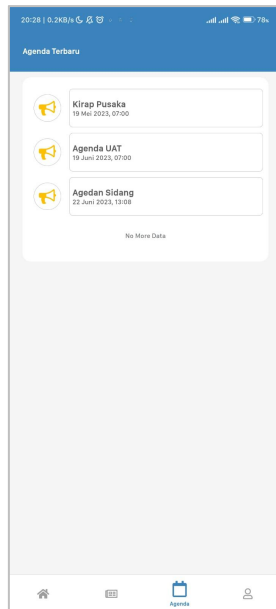 20:28 | 0.2KB/s
78%
Agenda Terbaru
Kirap Pusaka
19 Mei 2023, 07:00
Agenda UAT
19 Juni 2023, 07:00
Agedan Sidang
22 Juni 2023, 13:08
No More Data
Agenda